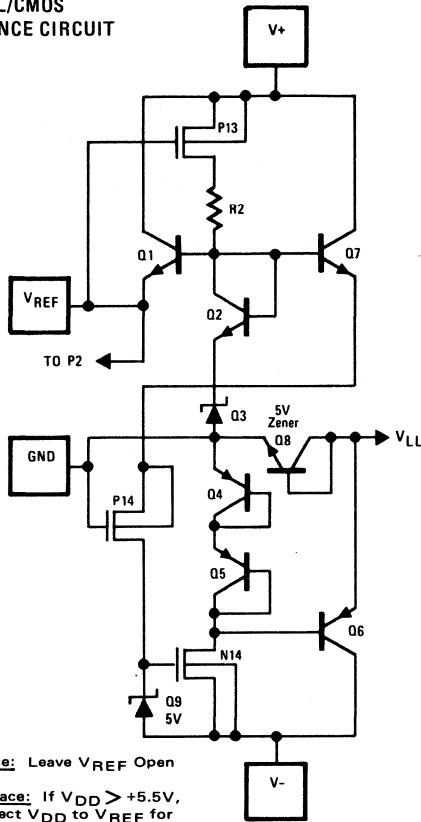 L/CMOS
NCE CIRCUIT
V+
P13
R2
Q1
Q7
VREF
Q2
TO P2
Q3
5V
Zener
Q8
VLL
GND
Q4
P14
Q5
Q6
N14
Q9
5V
ce: Leave VREF Open
V-
ace: If VDD > +5.5V,
ect VDD to VREF for